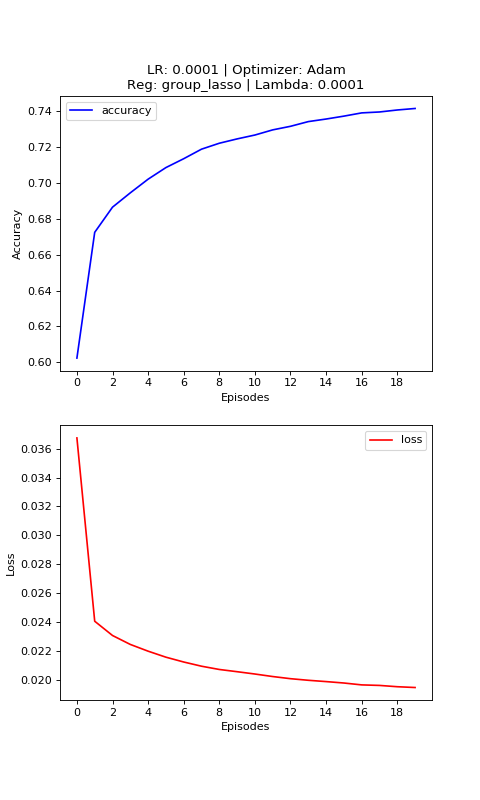 LR: 0.0001 | Optimizer: Adam
Reg: group_lasso | Lambda: 0.0001
accuracy
0.74
0.72
0.70
0.68
0.66
0.64
0.62
0.60
Accuracy
0 2 4 6 8 10 12 14 16 18
Episodes
loss
0.036
0.034
0.032
0.030
0.028
0.026
0.024
0.022
0.020
Loss
0 2 4 6 8 10 12 14 16 18
Episodes